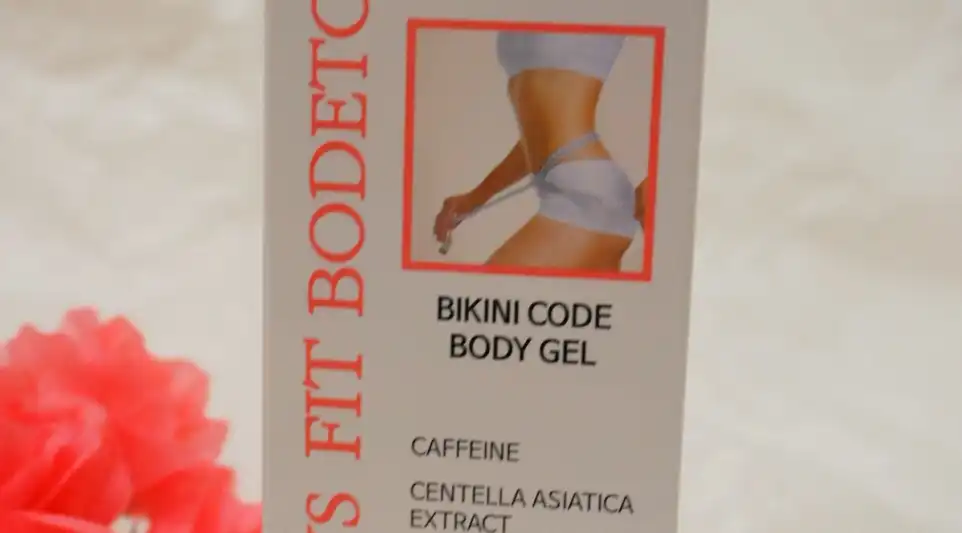 S FIT BODETO
BIKINI CODE
BODY GEL
CAFFEINE
CENTELLA ASIATICA
EXTRACT